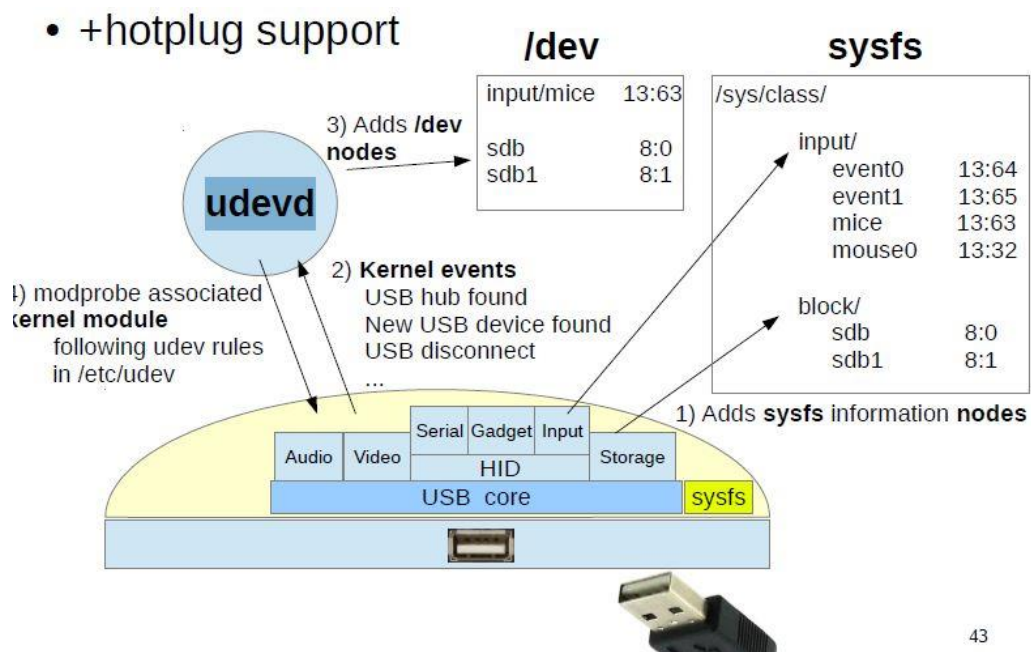 • +hotplug support
/dev
input/mice 13:63
sdb 8:0
sdb1 8:1
sysfs
/sys/class/
input/
event0 13:64
event1 13:65
mice 13:63
mouse0 13:32
block/
sdb 8:0
sdb1 8:1
1) Adds sysfs information nodes
3) Adds /dev
nodes
udevd
2) Kernel events
USB hub found
New USB device found
USB disconnect
...
4) modprobe associated
kernel module
following udev rules
in /etc/udev
Audio
Video
Serial
Gadget
Input
HID
Storage
USB core
sysfs
43